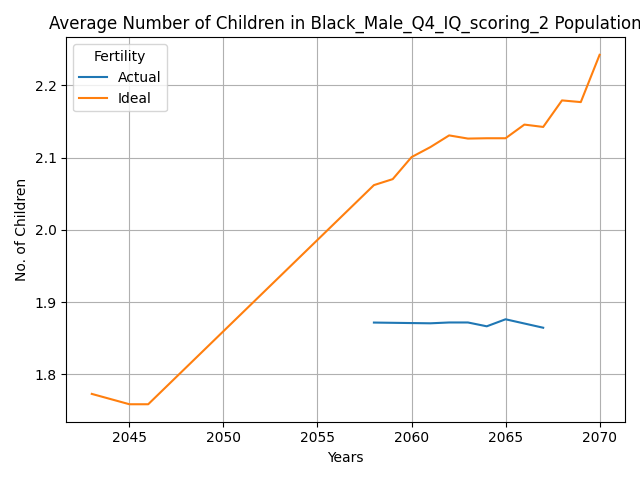 Average Number of Children in Black_Male_Q4_IQ_scoring_2 Population
Fertility
Actual
Ideal
2.2
2.1
2.0
1.9
1.8
No. of Children
2045 2050 2055 2060 2065 2070
Years